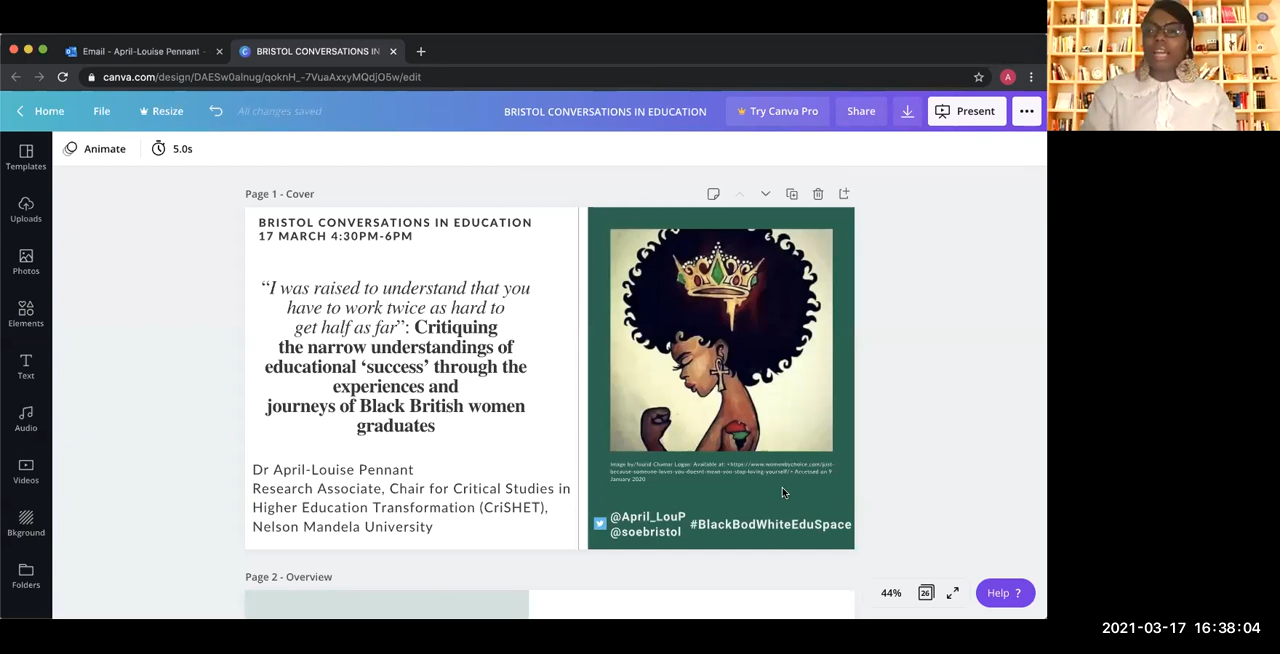 Email - April-Louise Pennant -
BRISTOL CONVERSATIONS IN
canva.com/design/DAESw0alnug/qoknH_-7VuaAxxyMQdjO5w/edit
A
Home
File
Resize
All changes saved
BRISTOL CONVERSATIONS IN EDUCATION
Try Canva Pro
Share
Present
Animate
5.0s
Templates
Uploads
Photos
Elements
Text
Audio
Videos
Bkground
Folders
Page 1 - Cover
BRISTOL CONVERSATIONS IN EDUCATION
17 MARCH 4:30PM-6PM
“I was raised to understand that you
have to work twice as hard to
get half as far”: Critiquing
the narrow understandings of
educational ‘success’ through the
experiences and
journeys of Black British women
graduates
Dr April-Louise Pennant
Research Associate, Chair for Critical Studies in
Higher Education Transformation (CriSHET),
Nelson Mandela University
January 2020
@April_LouP
@soebristol
#BlackBodWhiteEduSpace
Page 2 - Overview
44%
26
Help ?
2021-03-17 16:38:04